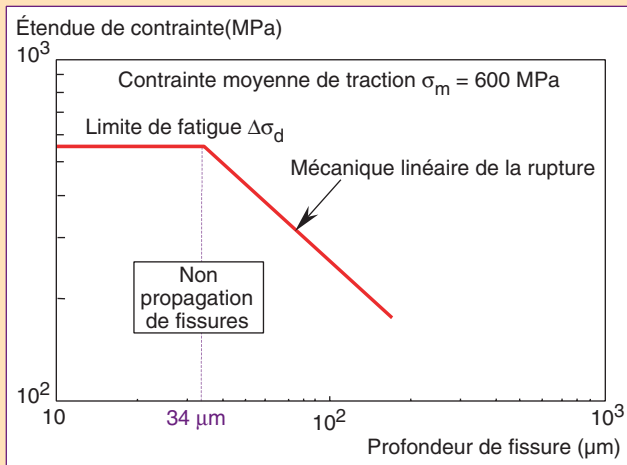 Étendue de contrainte(MPa)
10³
Contrainte moyenne de traction σm = 600 MPa
Limite de fatigue Δσd
Mécanique linéaire de la rupture
Non
propagation
de fissures
10²
10
34 μm
10²
10³
Profondeur de fissure (μm)